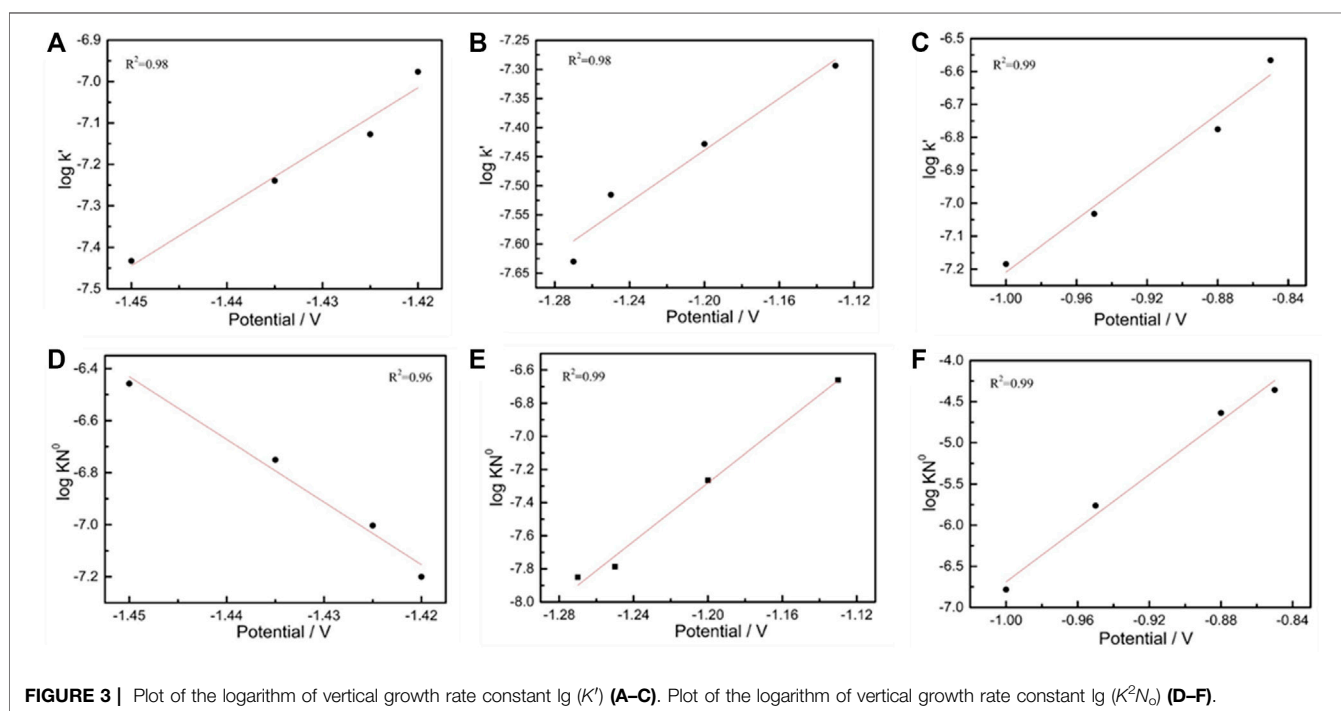 A
R²=0.98
log k'
-6.9
-7.0
-7.1
-7.2
-7.3
-7.4
-7.5
-1.45 -1.44 -1.43 -1.42
Potential / V
B
R²=0.98
log k'
-7.25
-7.30
-7.35
-7.40
-7.45
-7.50
-7.55
-7.60
-7.65
-1.28 -1.24 -1.20 -1.16 -1.12
Potential / V
C
R²=0.99
log k'
-6.5
-6.6
-6.7
-6.8
-6.9
-7.0
-7.1
-7.2
-1.00 -0.96 -0.92 -0.88 -0.84
Potential / V
D
R²=0.96
log KN⁰
-6.4
-6.6
-6.8
-7.0
-7.2
-1.45 -1.44 -1.43 -1.42
Potential / V
E
R²=0.99
log KN⁰
-6.6
-6.8
-7.0
-7.2
-7.4
-7.6
-7.8
-8.0
-1.28 -1.24 -1.20 -1.16 -1.12
Potential / V
F
R²=0.99
log KN⁰
-4.0
-4.5
-5.0
-5.5
-6.0
-6.5
-7.0
-1.00 -0.96 -0.92 -0.88 -0.84
Potential / V
FIGURE 3 | Plot of the logarithm of vertical growth rate constant lg (K′) (A–C). Plot of the logarithm of vertical growth rate constant lg (K²Nₒ) (D–F).